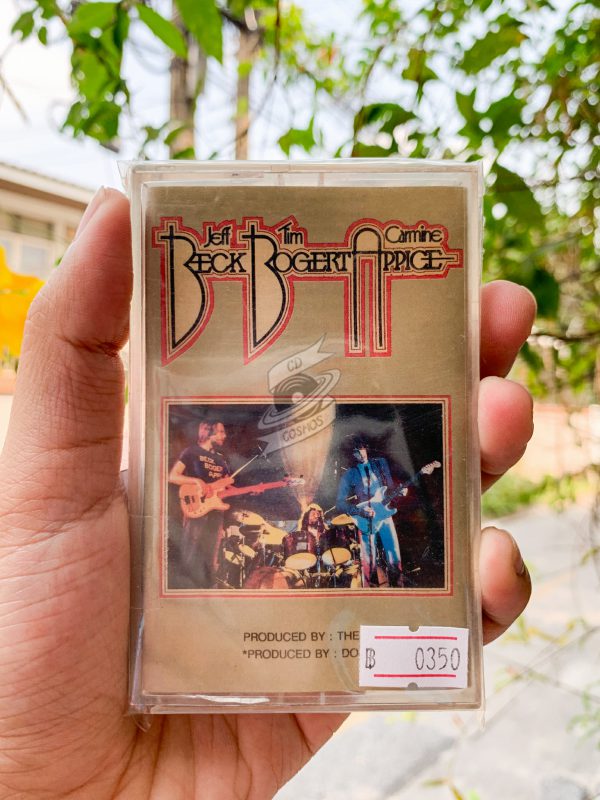 Jeff Tim Carmine
BECK BOGERT APPICE
CD
COSMOS
BECK
BOGERT
PRODUCED BY : THE
*PRODUCED BY : DO
฿ 0350